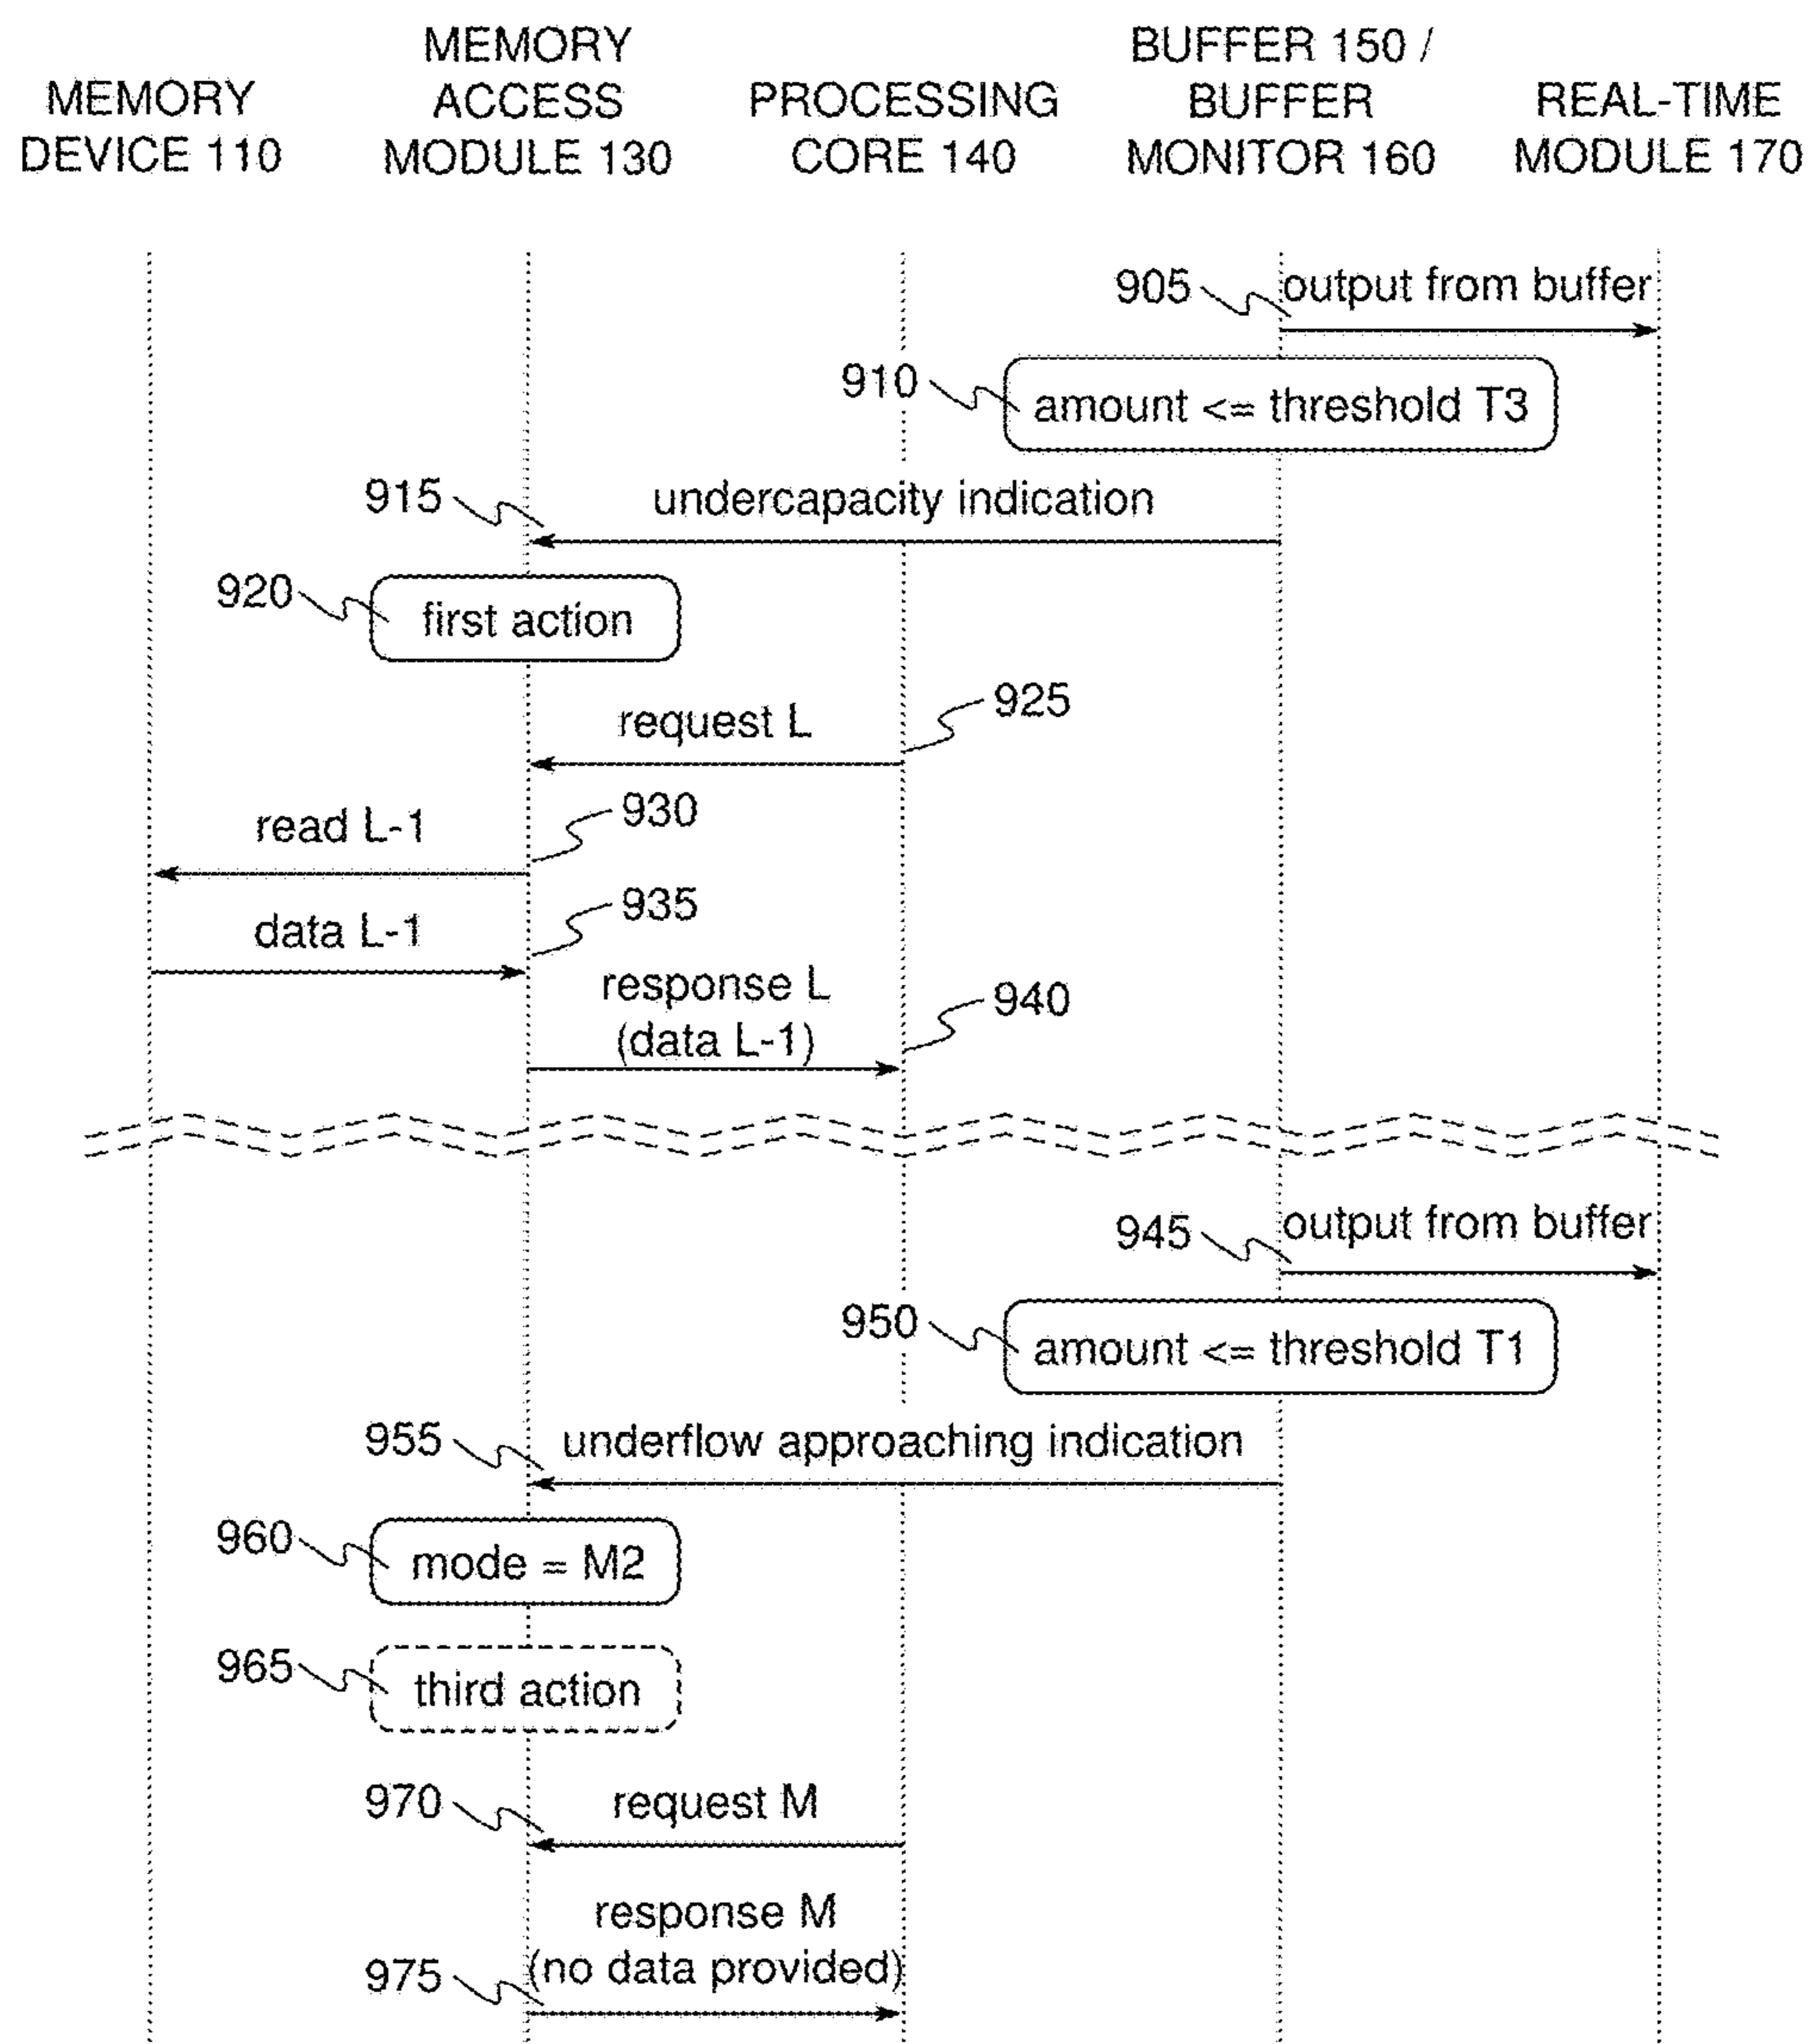 MEMORY DEVICE 110
MEMORY ACCESS MODULE 130
PROCESSING CORE 140
BUFFER 150 / BUFFER MONITOR 160
REAL-TIME MODULE 170
905 output from buffer
910 amount <= threshold T3
915 undercapacity indication
920 first action
request L 925
read L-1 930
data L-1 935
response L
(data L-1) 940
945 output from buffer
950 amount <= threshold T1
955 underflow approaching indication
960 mode = M2
965 third action
970 request M
response M
975 (no data provided)